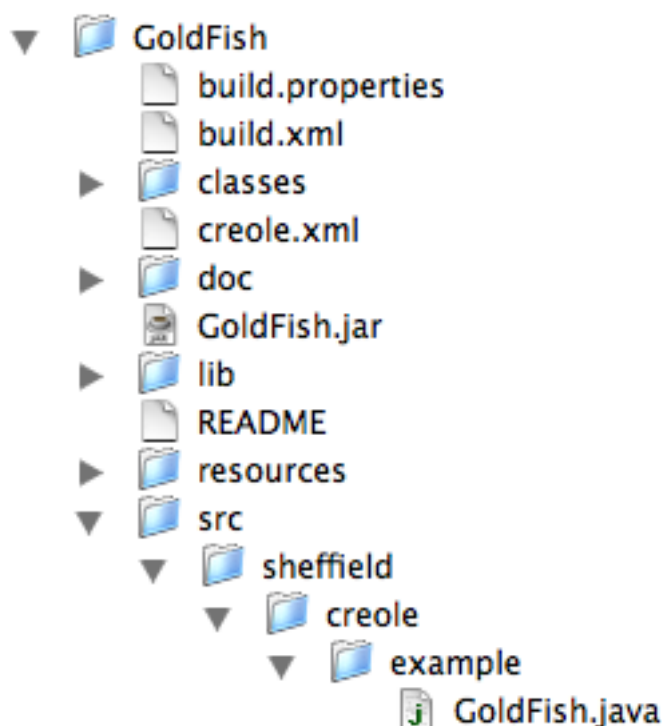 GoldFish
build.properties
build.xml
classes
creole.xml
doc
GoldFish.jar
lib
README
resources
src
sheffield
creole
example
GoldFish.java